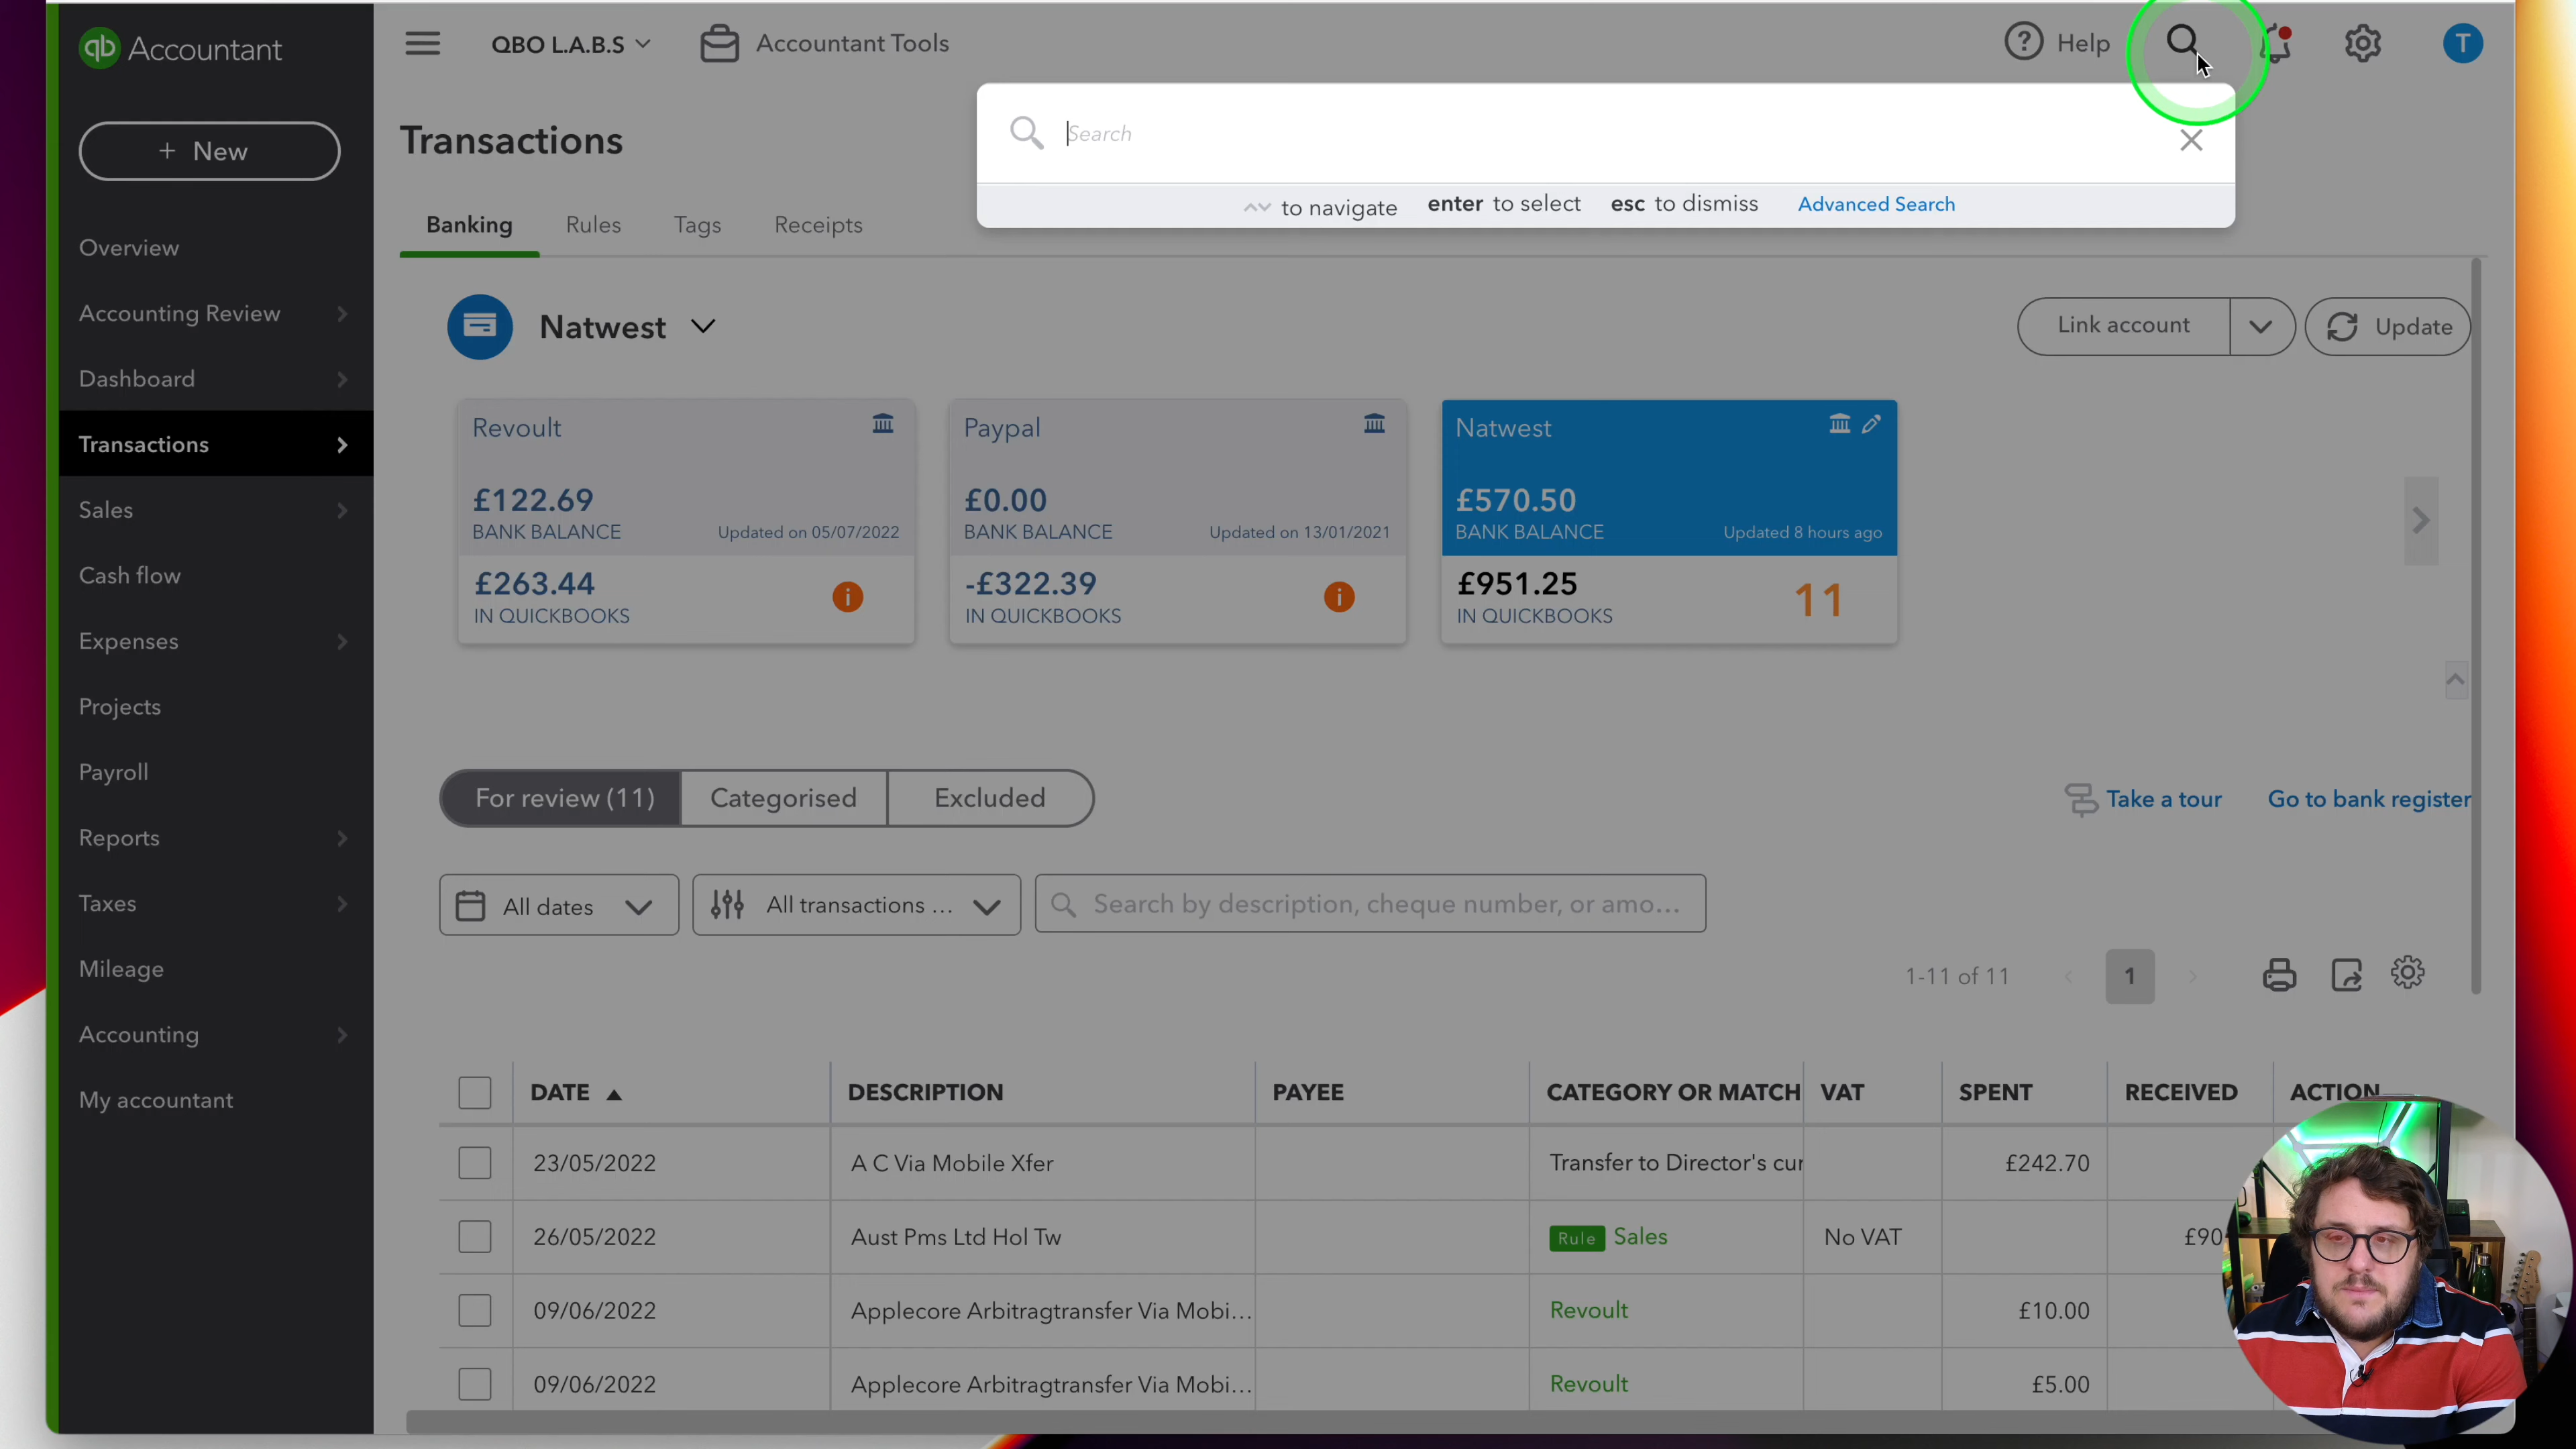 qb Accountant
QBO L.A.B.S
Accountant Tools
? Help
T
+ New
Transactions
Search
to navigate enter to select esc to dismiss Advanced Search
Banking Rules Tags Receipts
Overview
Accounting Review
Dashboard
Transactions
Sales
Cash flow
Expenses
Projects
Payroll
Reports
Taxes
Mileage
Accounting
My accountant
Natwest
Link account
Update
Revoult
£122.69
BANK BALANCE Updated on 05/07/2022
£263.44
IN QUICKBOOKS
Paypal
£0.00
BANK BALANCE Updated on 13/01/2021
-£322.39
IN QUICKBOOKS
Natwest
£570.50
BANK BALANCE Updated 8 hours ago
£951.25 11
IN QUICKBOOKS
For review (11) Categorised Excluded
Take a tour Go to bank register
All dates All transactions ... Search by description, cheque number, or amo...
1-11 of 11 1
DATE DESCRIPTION PAYEE CATEGORY OR MATCH VAT SPENT RECEIVED ACTION
23/05/2022 A C Via Mobile Xfer Transfer to Director's cur £242.70
26/05/2022 Aust Pms Ltd Hol Tw Rule Sales No VAT £90
09/06/2022 Applecore Arbitragtransfer Via Mobi... Revoult £10.00
09/06/2022 Applecore Arbitragtransfer Via Mobi... Revoult £5.00